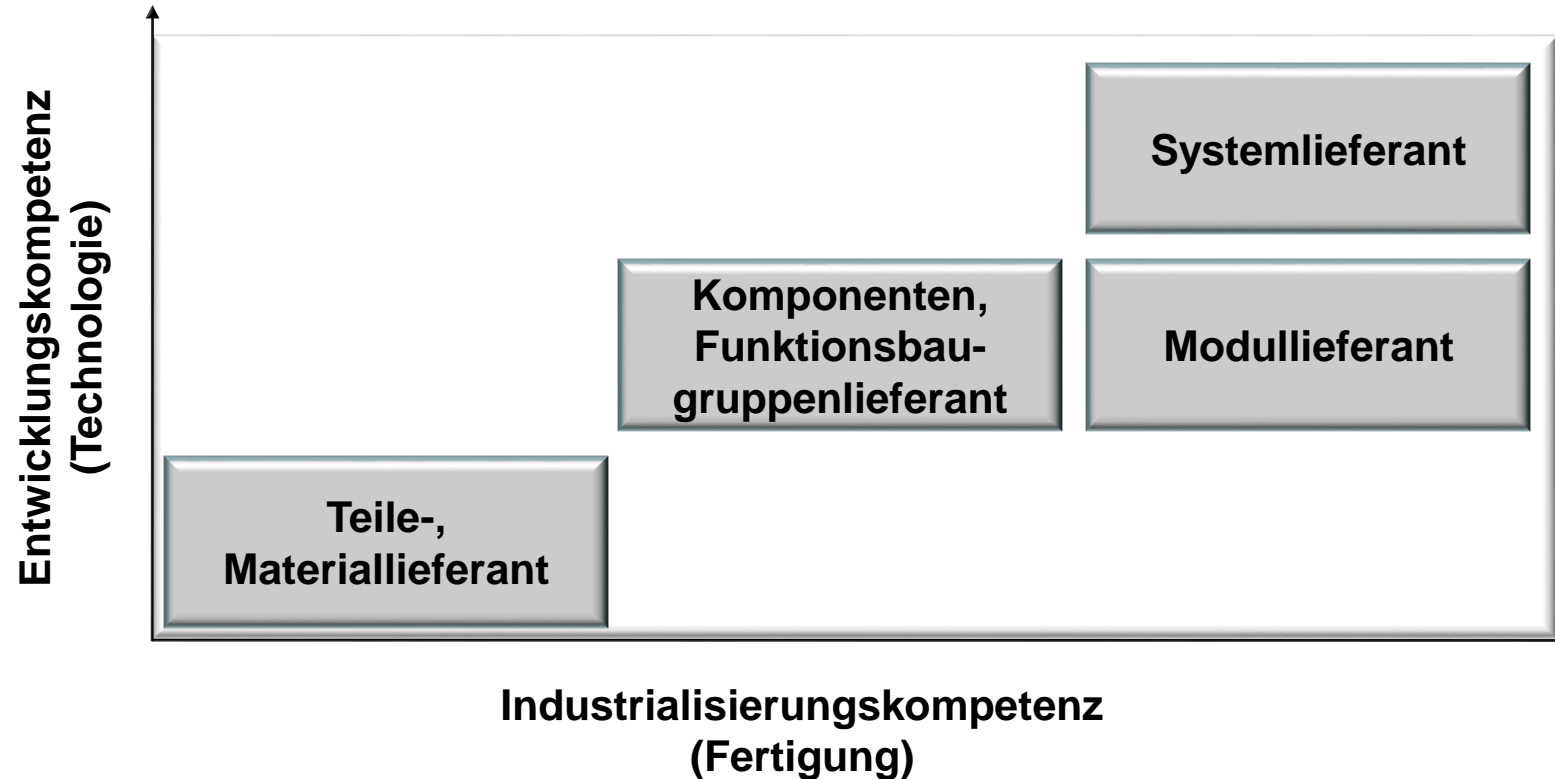 Entwicklungskompetenz
(Technologie)
Systemlieferant
Komponenten,
Funktionsbau-
gruppenlieferant
Modullieferant
Teile-,
Materiallieferant
Industrialisierungskompetenz
(Fertigung)